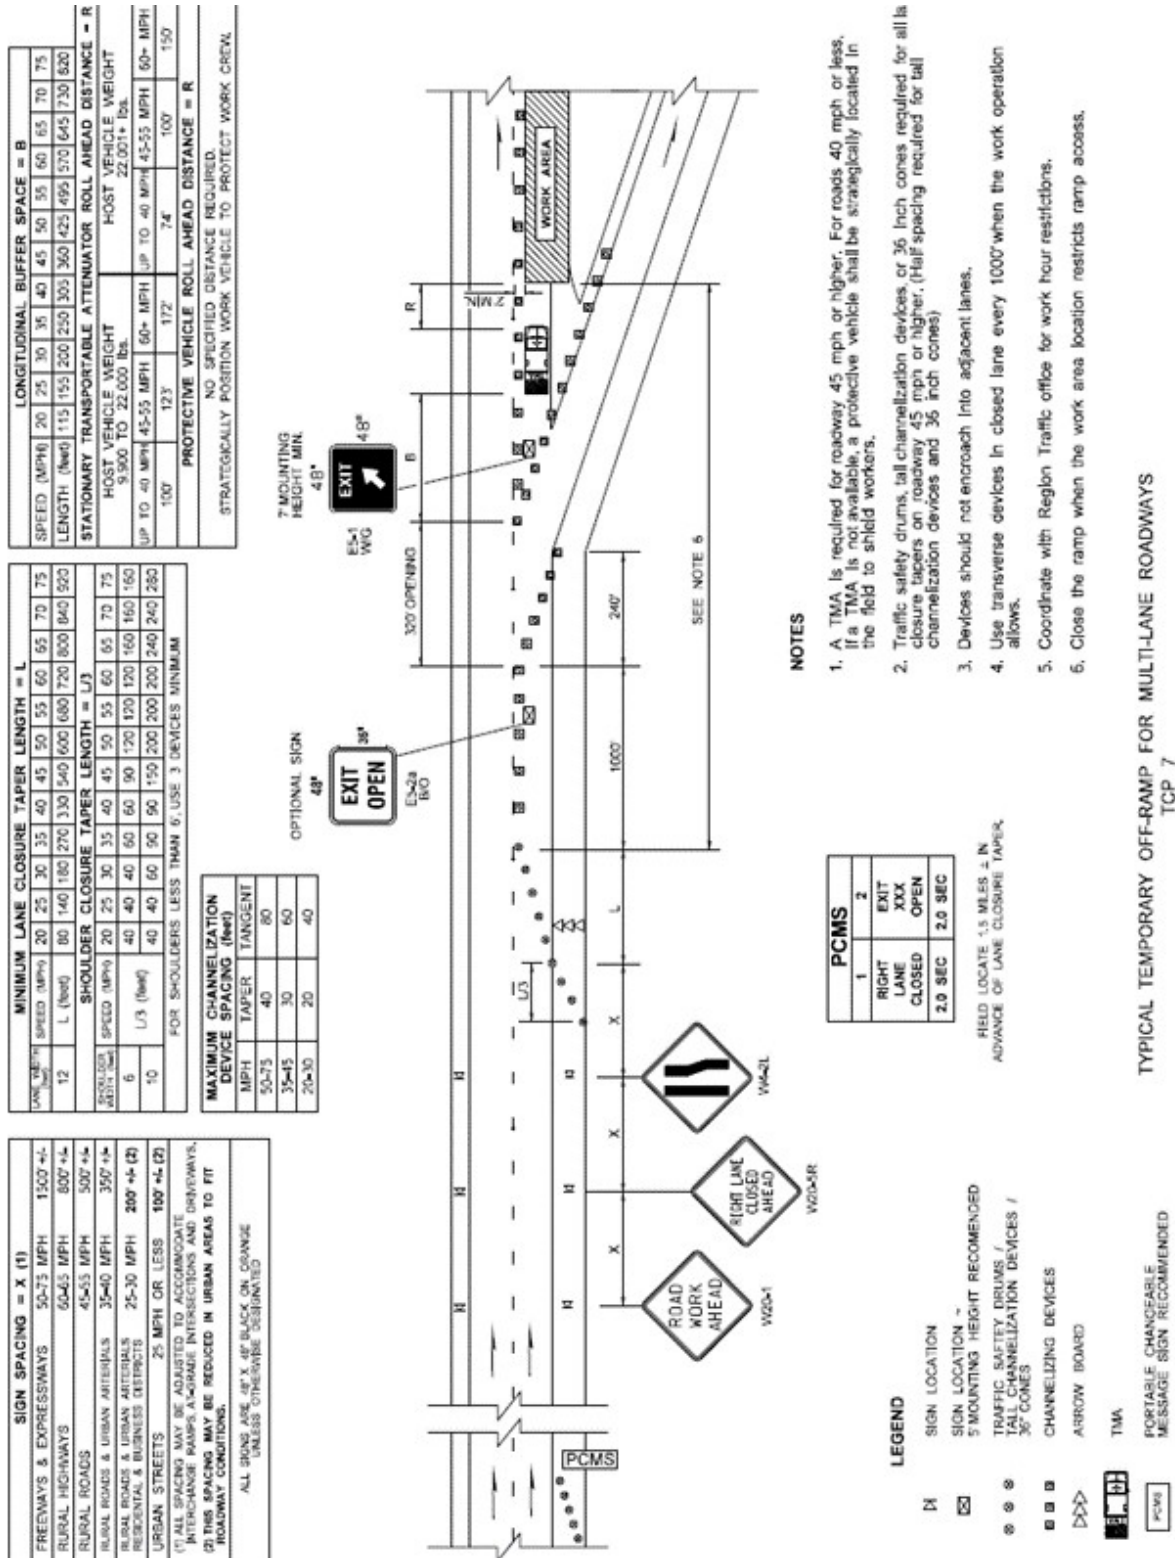 SIGN SPACING = X (1)
FREEWAYS & EXPRESSWAYS 50-75 MPH 1500' +/-
RURAL HIGHWAYS 60-65 MPH 800' +/-
RURAL ROADS 45-55 MPH 500' +/-
RURAL ROADS & URBAN ARTERIALS 35-40 MPH 350' +/-
RURAL ROADS & URBAN ARTERIALS
RESIDENTAL & BUSINESS DISTRICTS 25-30 MPH 200' +/- (2)
URBAN STREETS 25 MPH OR LESS 100' +/- (2)
(1) ALL SPACING MAY BE ADJUSTED TO ACCOMMODATE
INTERCHANGE RAMPS, AT-GRADE INTERSECTIONS AND DRIVEWAYS.
(2) THIS SPACING MAY BE REDUCED IN URBAN AREAS TO FIT
ROADWAY CONDITIONS.
ALL SIGNS ARE 48" X 48" BLACK ON ORANGE
UNLESS OTHERWISE DESIGNATED
MINIMUM LANE CLOSURE TAPER LENGTH = L
LANE WIDTH (feet) SPEED (MPH) 20 25 30 35 40 45 50 55 60 65 70 75
12 L (feet) 80 140 180 270 330 540 600 680 720 800 840 920
SHOULDER CLOSURE TAPER LENGTH = L/3
SHOULDER WIDTH (feet) SPEED (MPH) 20 25 30 35 40 45 50 55 60 65 70 75
6 L/3 (feet) 40 40 40 60 60 90 120 120 120 160 160 160
10 40 40 60 90 90 150 200 200 200 240 240 280
FOR SHOULDERS LESS THAN 6', USE 3 DEVICES MINIMUM
MAXIMUM CHANNELIZATION
DEVICE SPACING (feet)
MPH TAPER TANGENT
50-75 40 80
35-45 30 60
20-30 20 40
LONGITUDINAL BUFFER SPACE = B
SPEED (MPH) 20 25 30 35 40 45 50 55 60 65 70 75
LENGTH (feet) 115 155 200 250 305 360 425 495 570 645 730 820
STATIONARY TRANSPORTABLE ATTENUATOR ROLL AHEAD DISTANCE = R
HOST VEHICLE WEIGHT
9,900 TO 22,000 lbs.
HOST VEHICLE WEIGHT
22,001+ lbs.
UP TO 40 MPH 45-55 MPH 60+ MPH UP TO 40 MPH 45-55 MPH 60+ MPH
100' 123' 172' 74' 100' 150'
PROTECTIVE VEHICLE ROLL AHEAD DISTANCE = R
NO SPECIFIED DISTANCE REQUIRED.
STRATEGICALLY POSITION WORK VEHICLE TO PROTECT WORK CREW.
OPTIONAL SIGN
48"
EXIT
OPEN
36"
E5-2a
B/O
7' MOUNTING
HEIGHT MIN.
48"
EXIT
48"
E5-1
W/G
320' OPENING
B
R
2' MIN.
WORK AREA
PCMS
X
X
X
L/3
L
1000'
240'
SEE NOTE 6
ROAD
WORK
AHEAD
W20-1
RIGHT LANE
CLOSED
AHEAD
W20-5R
W4-2L
PCMS
1 2
RIGHT
LANE
CLOSED
EXIT
XXX
OPEN
2.0 SEC 2.0 SEC
FIELD LOCATE 1.5 MILES ± IN
ADVANCE OF LANE CLOSURE TAPER.
LEGEND
SIGN LOCATION
SIGN LOCATION ~
5' MOUNTING HEIGHT RECOMENDED
TRAFFIC SAFTEY DRUMS /
TALL CHANNELIZATION DEVICES /
36" CONES
CHANNELIZING DEVICES
ARROW BOARD
TMA
PCMS
PORTABLE CHANGEABLE
MESSAGE SIGN RECOMMENDED
NOTES
1. A TMA is required for roadway 45 mph or higher. For roads 40 mph or less,
if a TMA is not available, a protective vehicle shall be strategically located in
the field to shield workers.
2. Traffic safety drums, tall channelization devices, or 36 inch cones required for all la
closure tapers on roadway 45 mph or higher. (Half spacing required for tall
channelization devices and 36 inch cones)
3. Devices should not encroach into adjacent lanes.
4. Use transverse devices in closed lane every 1000' when the work operation
allows.
5. Coordinate with Region Traffic office for work hour restrictions.
6. Close the ramp when the work area location restricts ramp access.
TYPICAL TEMPORARY OFF-RAMP FOR MULTI-LANE ROADWAYS
TCP 7